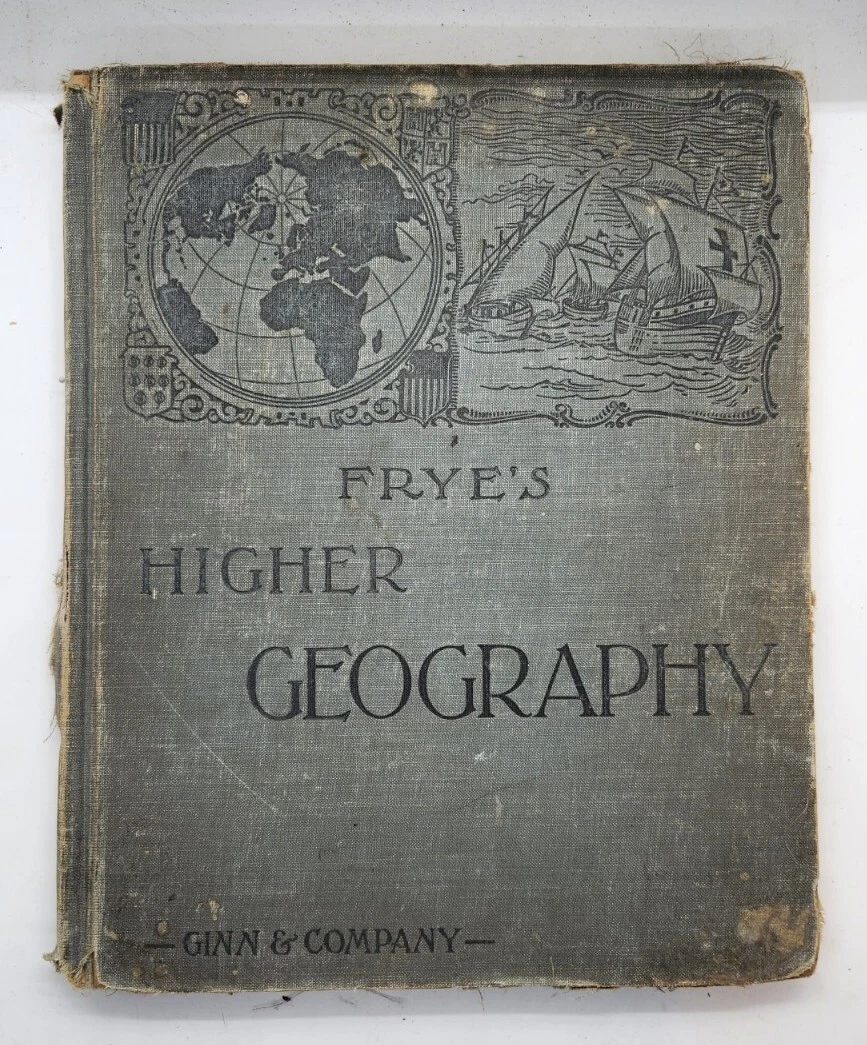 FRYE'S
HIGHER
GEOGRAPHY
—GINN & COMPANY—